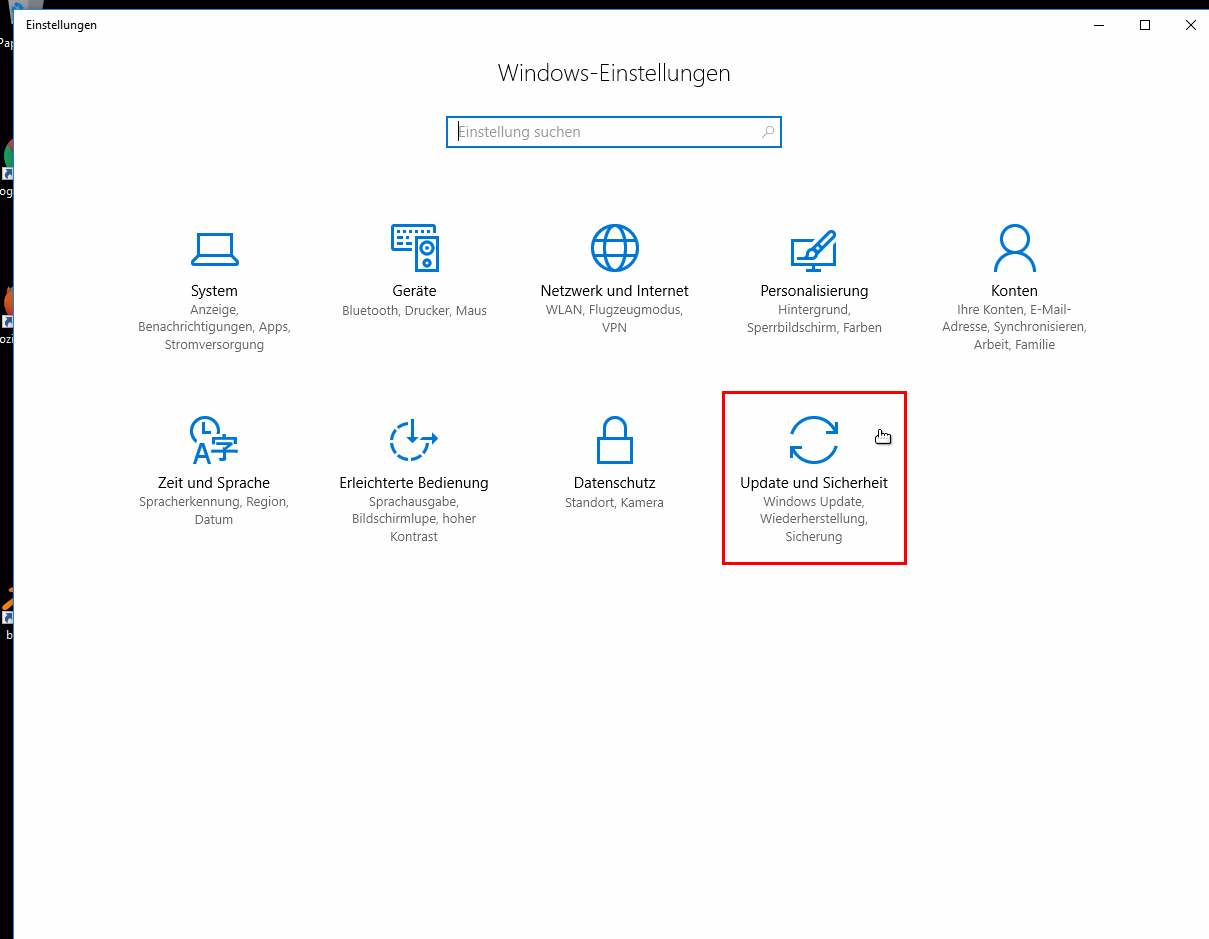 Einstellungen
Windows-Einstellungen
Einstellung suchen
System
Anzeige,
Benachrichtigungen, Apps,
Stromversorgung
Geräte
Bluetooth, Drucker, Maus
Netzwerk und Internet
WLAN, Flugzeugmodus,
VPN
Personalisierung
Hintergrund,
Sperrbildschirm, Farben
Konten
Ihre Konten, E-Mail-
Adresse, Synchronisieren,
Arbeit, Familie
Zeit und Sprache
Spracherkennung, Region,
Datum
Erleichterte Bedienung
Sprachausgabe,
Bildschirmlupe, hoher
Kontrast
Datenschutz
Standort, Kamera
Update und Sicherheit
Windows Update,
Wiederherstellung,
Sicherung